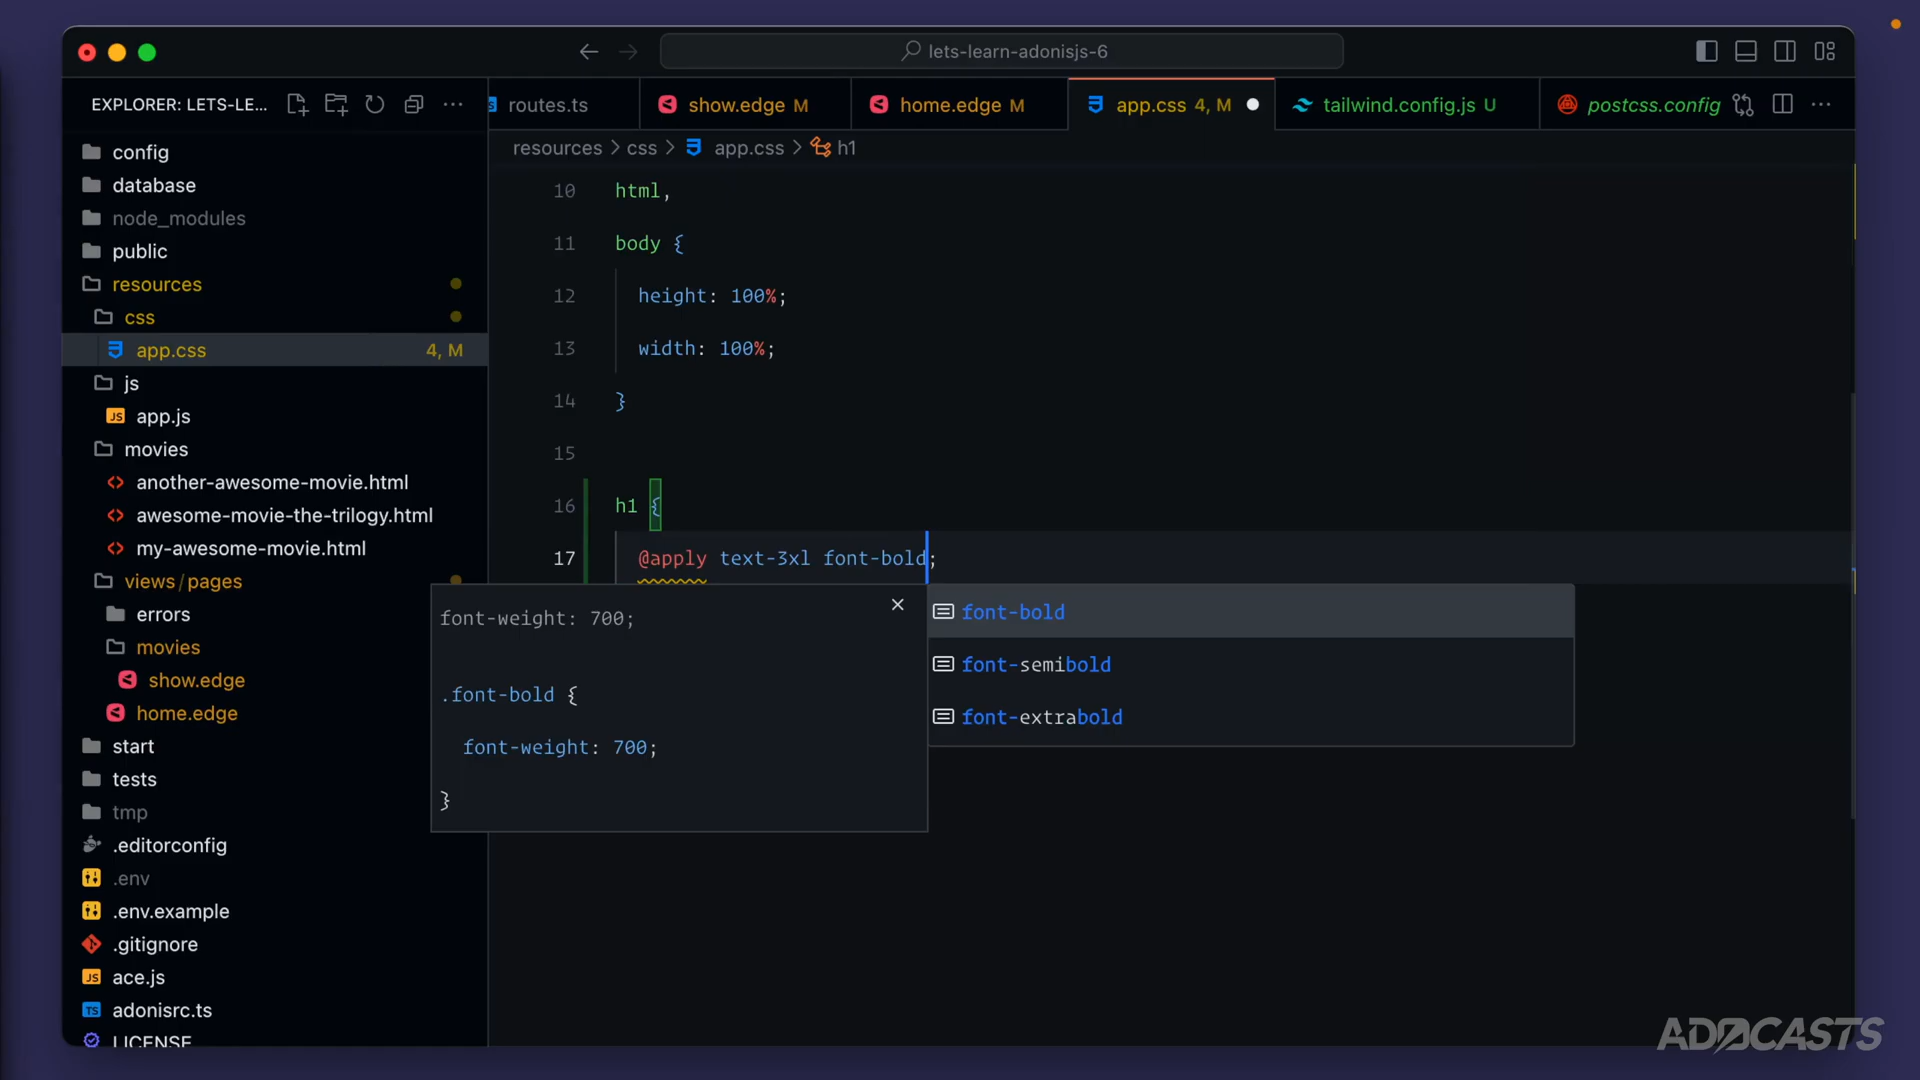 lets-learn-adonisjs-6
EXPLORER: LETS-LE...
routes.ts
show.edge M
home.edge M
app.css 4, M
tailwind.config.js U
postcss.config
resources > css > app.css > h1
config
database
node_modules
public
resources
css
app.css 4, M
js
app.js
movies
another-awesome-movie.html
awesome-movie-the-trilogy.html
my-awesome-movie.html
views/pages
errors
movies
show.edge
home.edge
start
tests
tmp
.editorconfig
.env
.env.example
.gitignore
ace.js
adonisrc.ts
LICENSE
10 html,
11 body {
12 height: 100%;
13 width: 100%;
14 }
15
16 h1 {
17 @apply text-3xl font-bold;
font-weight: 700;
.font-bold {
font-weight: 700;
}
font-bold
font-semibold
font-extrabold
ADOCASTS